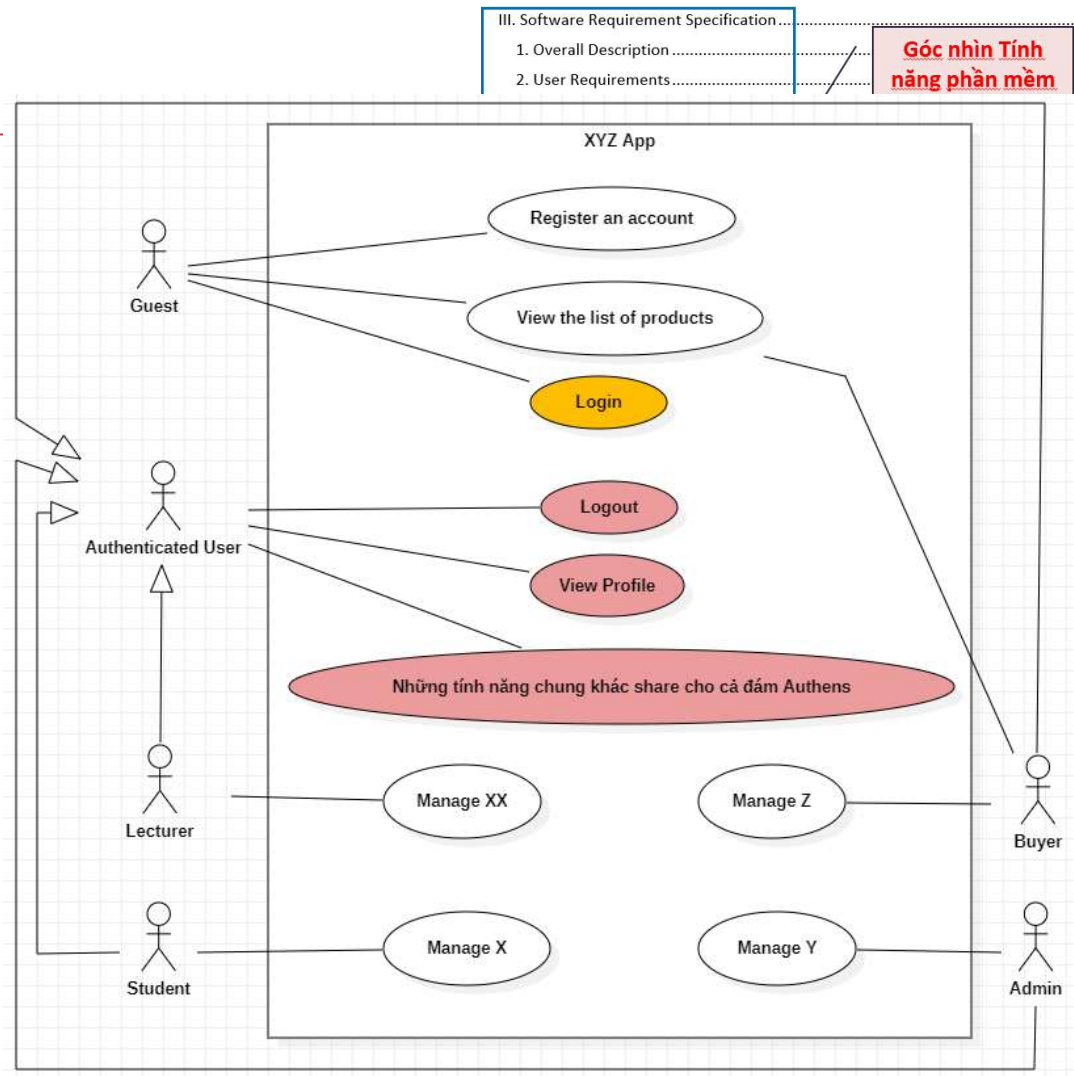 III. Software Requirement Specification
1. Overall Description
2. User Requirements
Góc nhìn Tính
năng phần mềm
XYZ App
Register an account
Guest
View the list of products
Login
Logout
Authenticated User
View Profile
Những tính năng chung khác share cho cả đám Authens
Manage XX
Manage Z
Lecturer
Buyer
Manage X
Manage Y
Student
Admin